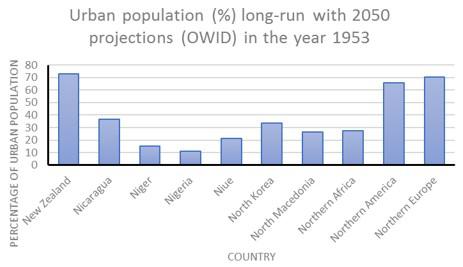 Urban population (%) long-run with 2050
projections (OWID) in the year 1953
PERCENTAGE OF URBAN POPULATION
80
70
60
50
40
30
20
10
0
New Zealand
Nicaragua
Niger
Nigeria
Niue
North Korea
North Macedonia
Northern Africa
Northern America
Northern Europe
COUNTRY